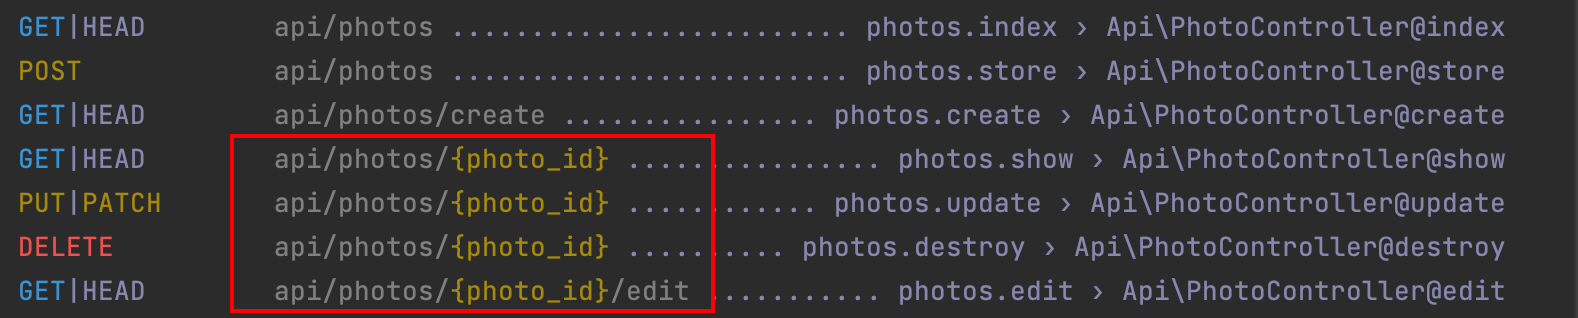 GET|HEAD api/photos ......................... photos.index › Api\PhotoController@index
POST api/photos ......................... photos.store › Api\PhotoController@store
GET|HEAD api/photos/create ................ photos.create › Api\PhotoController@create
GET|HEAD api/photos/{photo_id} ................ photos.show › Api\PhotoController@show
PUT|PATCH api/photos/{photo_id} ............ photos.update › Api\PhotoController@update
DELETE api/photos/{photo_id} .......... photos.destroy › Api\PhotoController@destroy
GET|HEAD api/photos/{photo_id}/edit ........... photos.edit › Api\PhotoController@edit